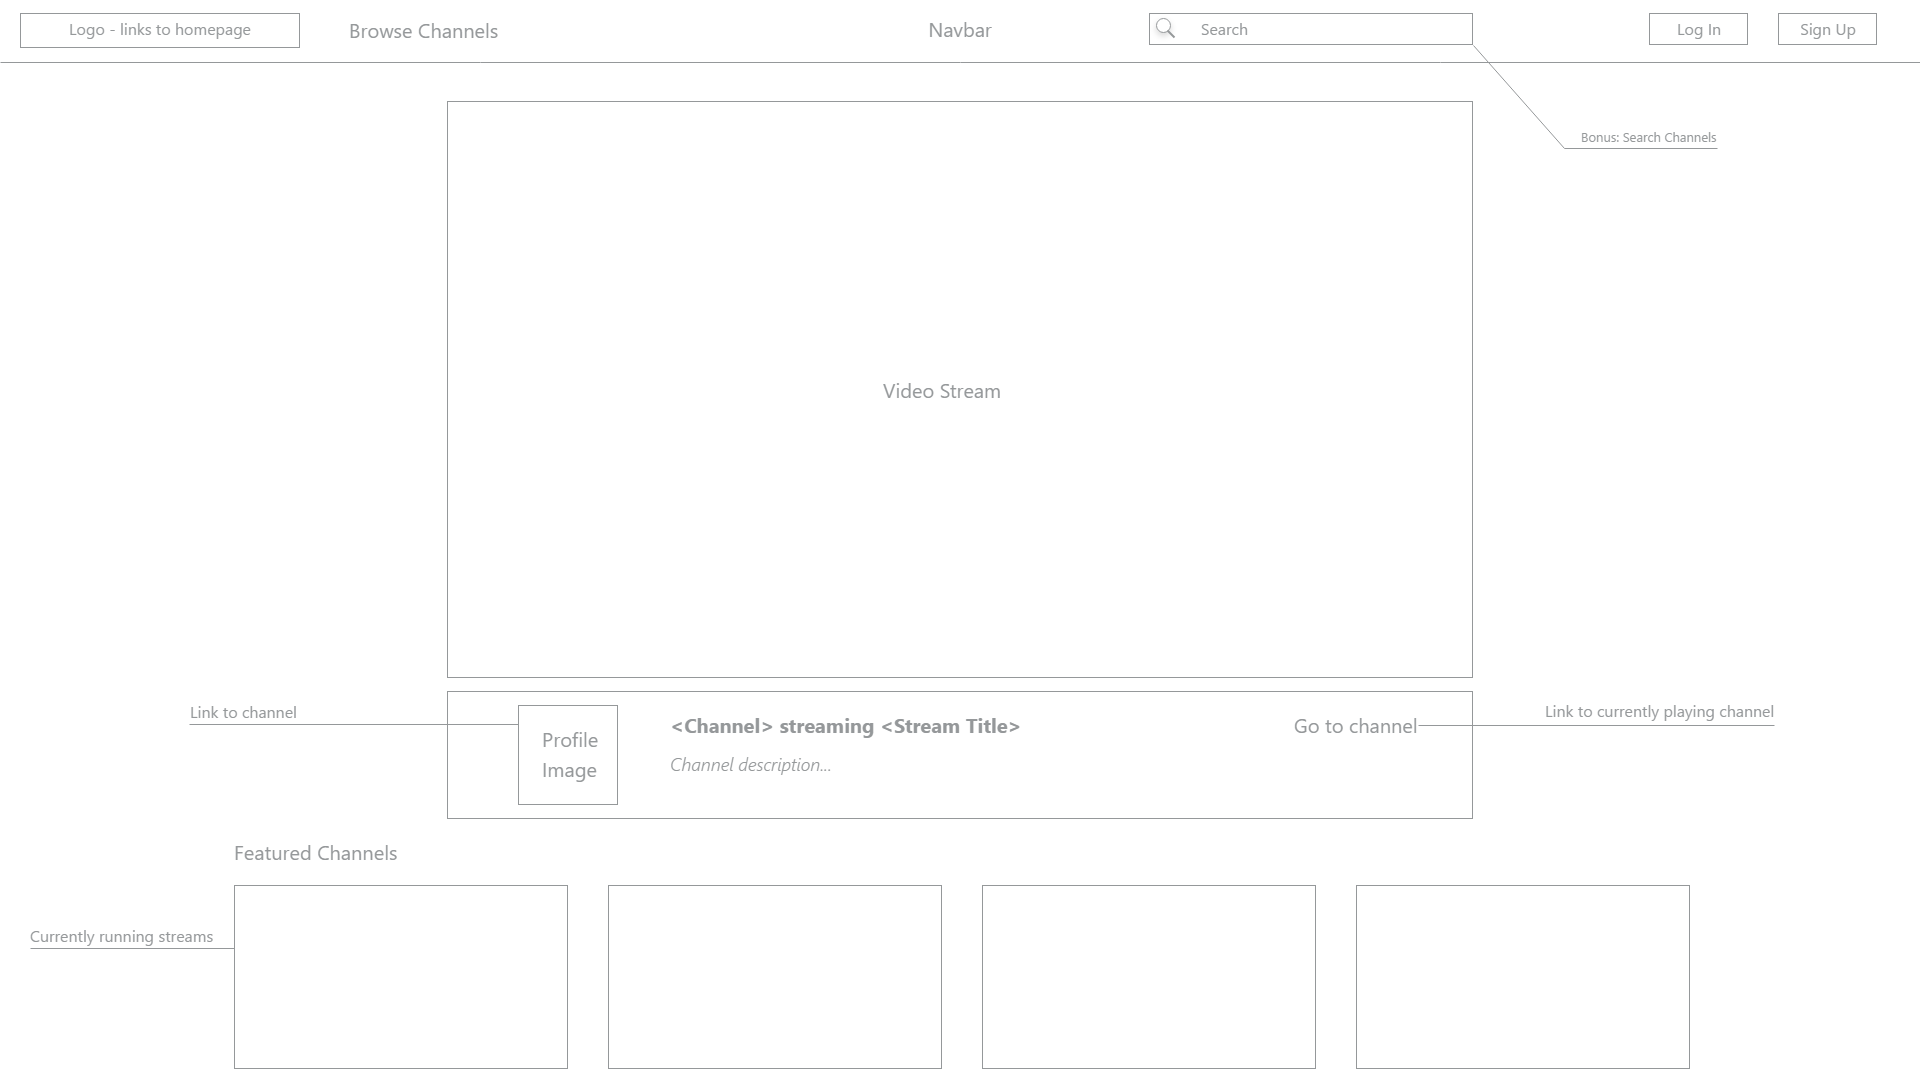 Logo - links to homepage
Browse Channels
Navbar
Search
Log In
Sign Up
Bonus: Search Channels
Video Stream
Link to channel
Profile
Image
<Channel> streaming <Stream Title>
Channel description...
Go to channel
Link to currently playing channel
Featured Channels
Currently running streams